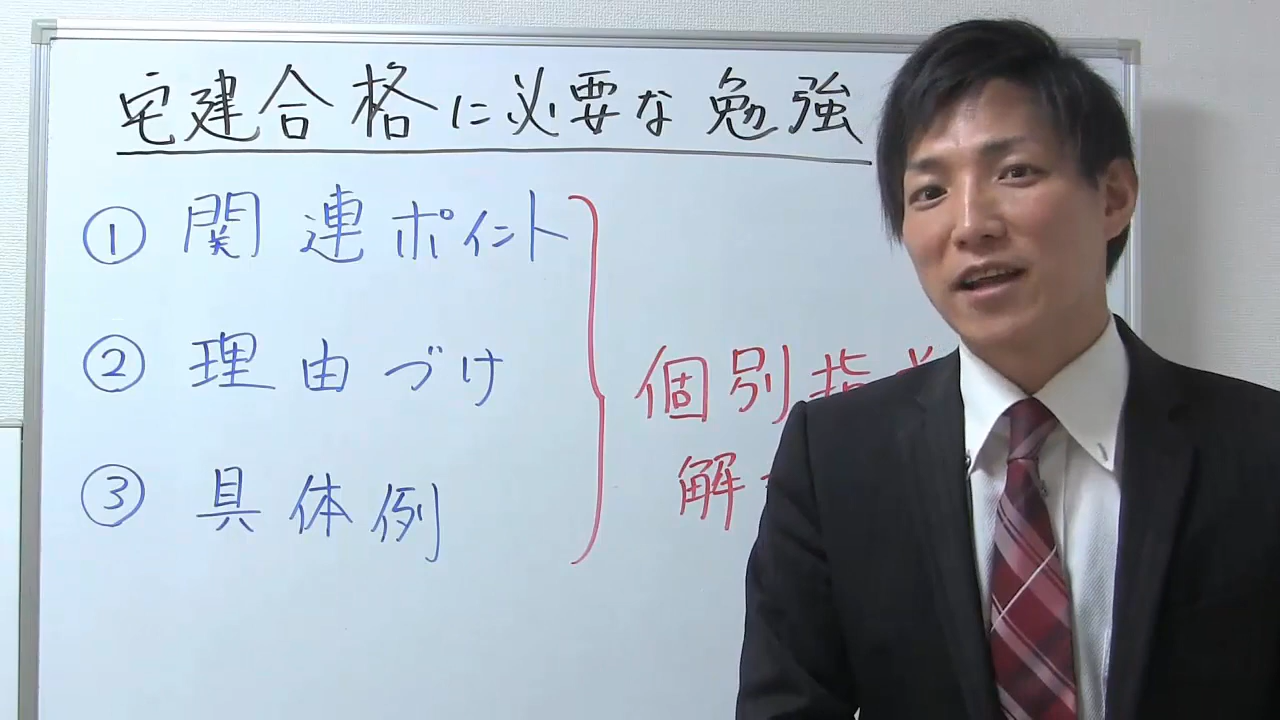 宅建合格に必要な勉強
① 関連ポイント
② 理由づけ
③ 具体例
個別指
解